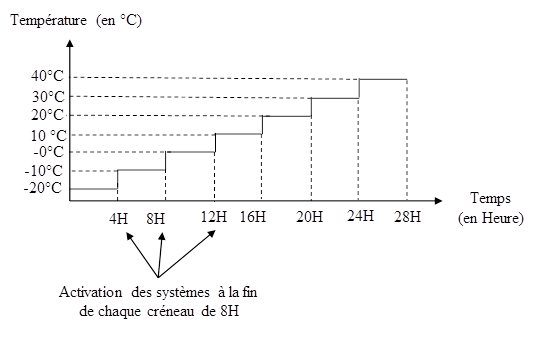 Température (en °C)
40°C
30°C
20°C
10 °C
-0°C
-10°C
-20°C
4H 8H 12H 16H 20H 24H 28H
Temps
(en Heure)
Activation des systèmes à la fin
de chaque créneau de 8H